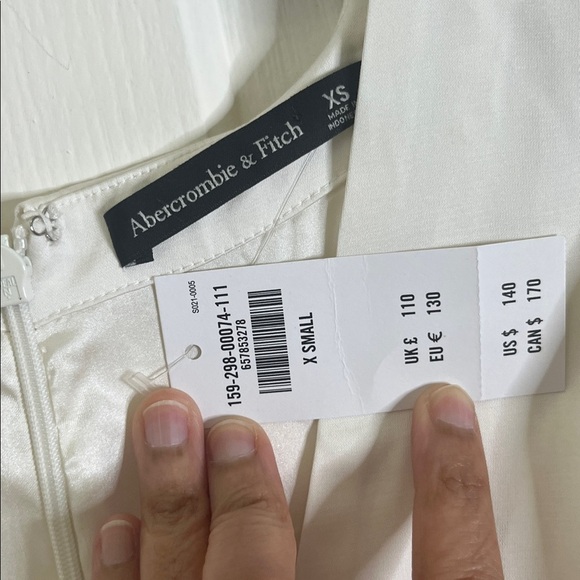 Abercrombie & Fitch
XS
MADE IN
S021-0005
159-298-00074-111
657853278
X SMALL
UK £ 110
EU € 130
US $ 140
CAN $ 170